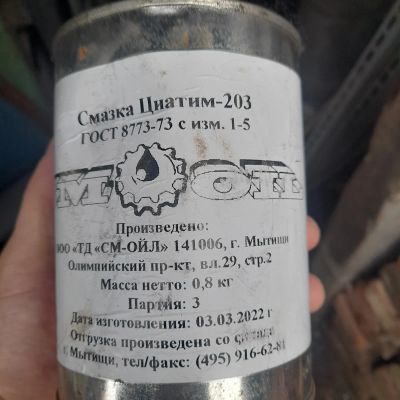 Смазка Циатим-203
ГОСТ 8773-73 с изм. 1-5
Произведено:
ООО «ТД «СМ-ОЙЛ» 141006, г. Мытищи
Олимпийский пр-кт, вл.29, стр.2
Масса нетто: 0,8 кг
Партия: 3
Дата изготовления: 03.03.2022 г
Отгрузка произведена со склада
г. Мытищи, тел/факс: (495) 916-62-84